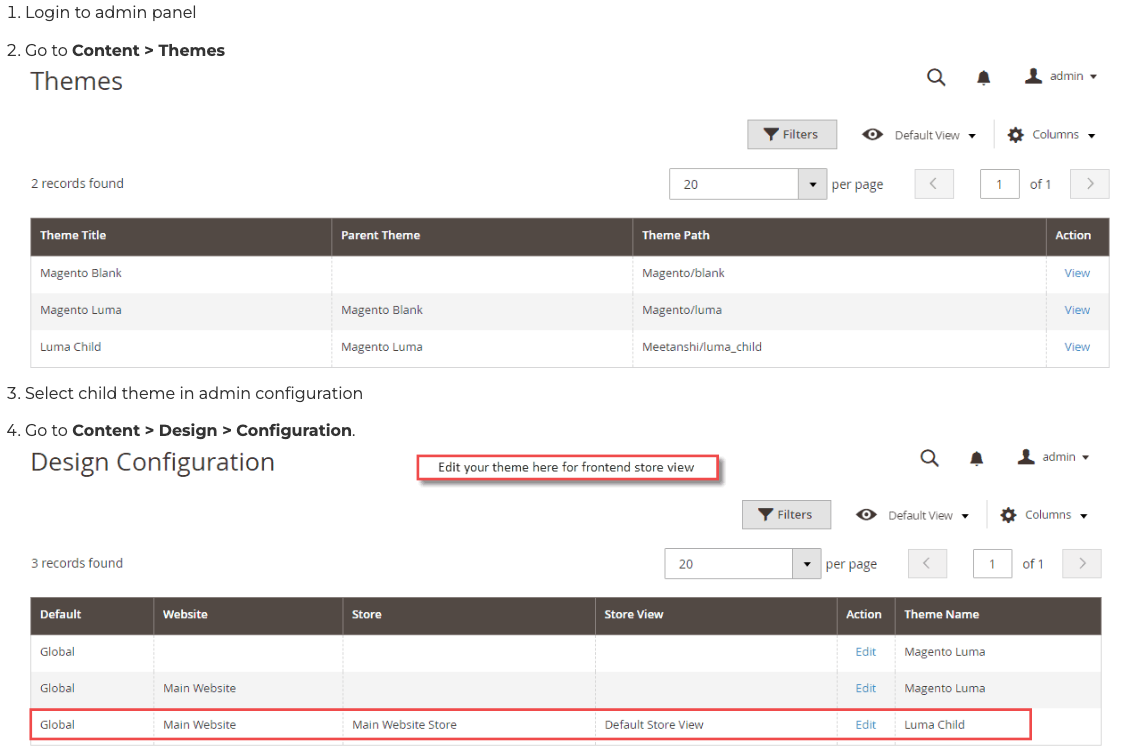 1. Login to admin panel
2. Go to Content > Themes
Themes
admin
Filters
Default View
Columns
2 records found
20
per page
1
of 1
Theme Title Parent Theme Theme Path Action
Magento Blank Magento/blank View
Magento Luma Magento Blank Magento/luma View
Luma Child Magento Luma Meetanshi/luma_child View
3. Select child theme in admin configuration
4. Go to Content > Design > Configuration.
Design Configuration
Edit your theme here for frontend store view
admin
Filters
Default View
Columns
3 records found
20
per page
1
of 1
Default Website Store Store View Action Theme Name
Global Edit Magento Luma
Global Main Website Edit Magento Luma
Global Main Website Main Website Store Default Store View Edit Luma Child